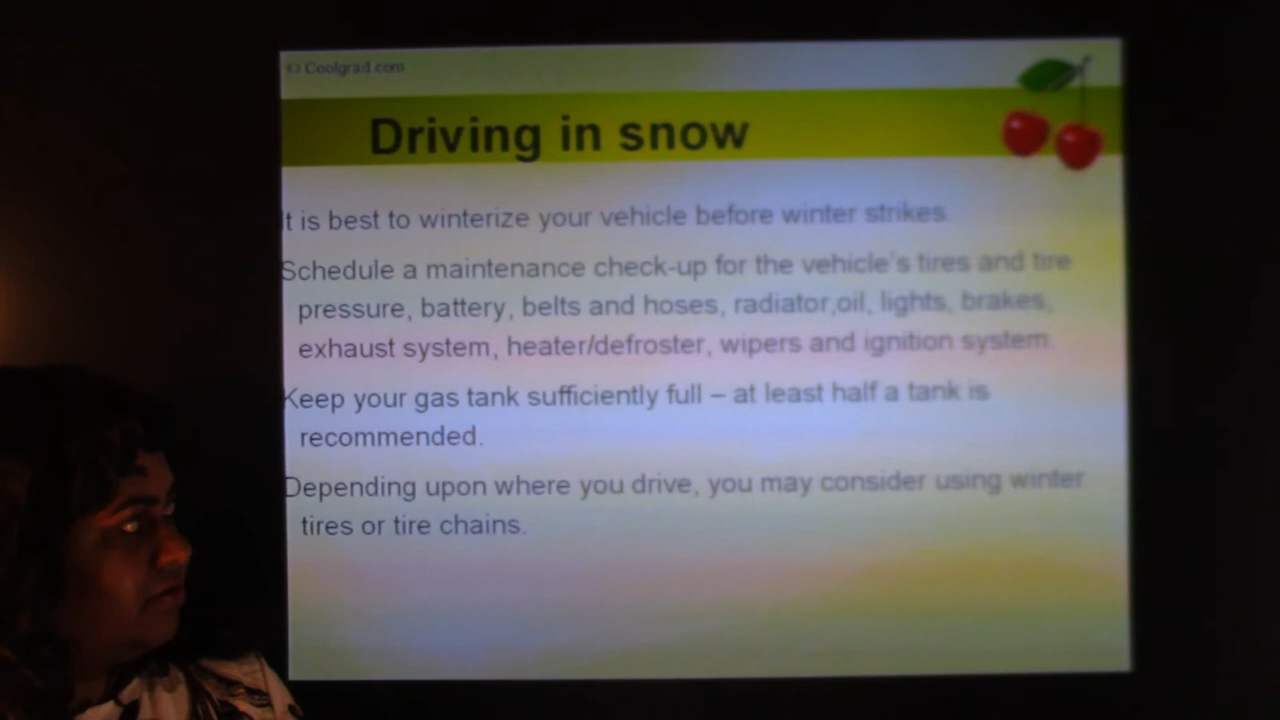 Coolgrad.com
Driving in snow
It is best to winterize your vehicle before winter strikes.
Schedule a maintenance check-up for the vehicle's tires and tire
pressure, battery, belts and hoses, radiator,oil, lights, brakes,
exhaust system, heater/defroster, wipers and ignition system.
Keep your gas tank sufficiently full – at least half a tank is
recommended.
Depending upon where you drive, you may consider using winter
tires or tire chains.